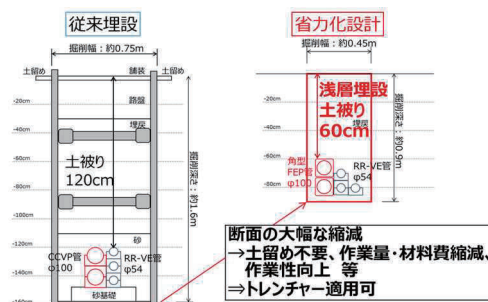 従来埋設
掘削幅：約0.75m
土留め
舗装
土留め
-20cm
路盤
-40cm
埋戻
-60cm
土被り
120cm
-80cm
-100cm
掘削深さ：約1.6m
-120cm
砂
CCVP管
φ100
RR-VE管
φ54
-140cm
砂基礎
-160cm
省力化設計
掘削幅：約0.45m
-20cm
浅層埋設
土被り
60cm
-40cm
埋戻
-60cm
掘削深さ：約0.9m
角型
FEP管
φ100
RR-VE管
φ54
-80cm
断面の大幅な縮減
→土留め不要、作業量・材料費縮減、
作業性向上 等
⇒トレンチャー適用可